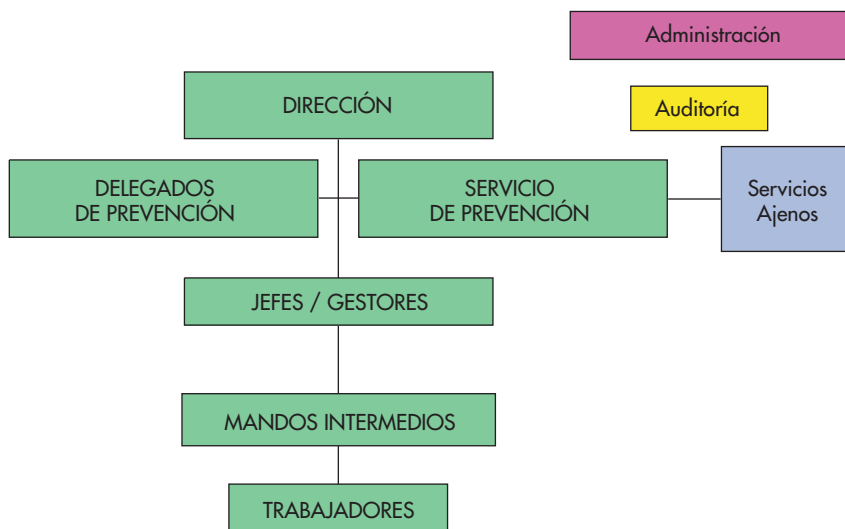 Administración
DIRECCIÓN
Auditoría
DELEGADOS
DE PREVENCIÓN
SERVICIO
DE PREVENCIÓN
Servicios
Ajenos
JEFES / GESTORES
MANDOS INTERMEDIOS
TRABAJADORES